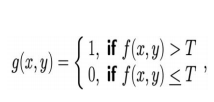 g(x,y) = { 1, if f(x,y) > T
0, if f(x,y) ≤ T ,